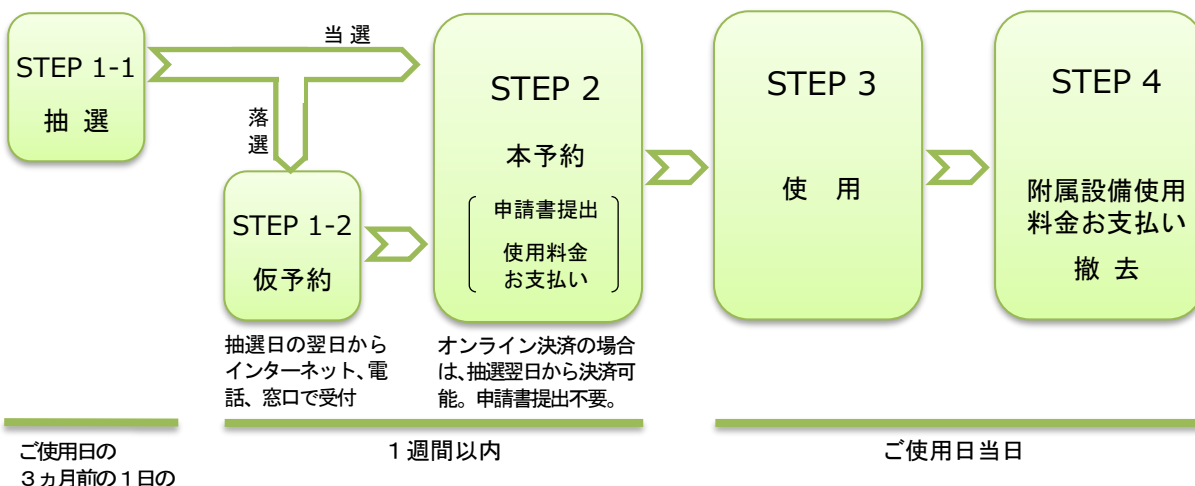 STEP 1-1
抽 選
当 選
落
選
STEP 1-2
仮予約
抽選日の翌日から
インターネット、電
話、窓口で受付
STEP 2
本予約
申請書提出
使用料金
お支払い
オンライン決済の場合
は、抽選翌日から決済可
能。申請書提出不要。
STEP 3
使 用
STEP 4
附属設備使用
料金お支払い
撤 去
ご使用日の
３ヵ月前の１日の
１週間以内
ご使用日当日